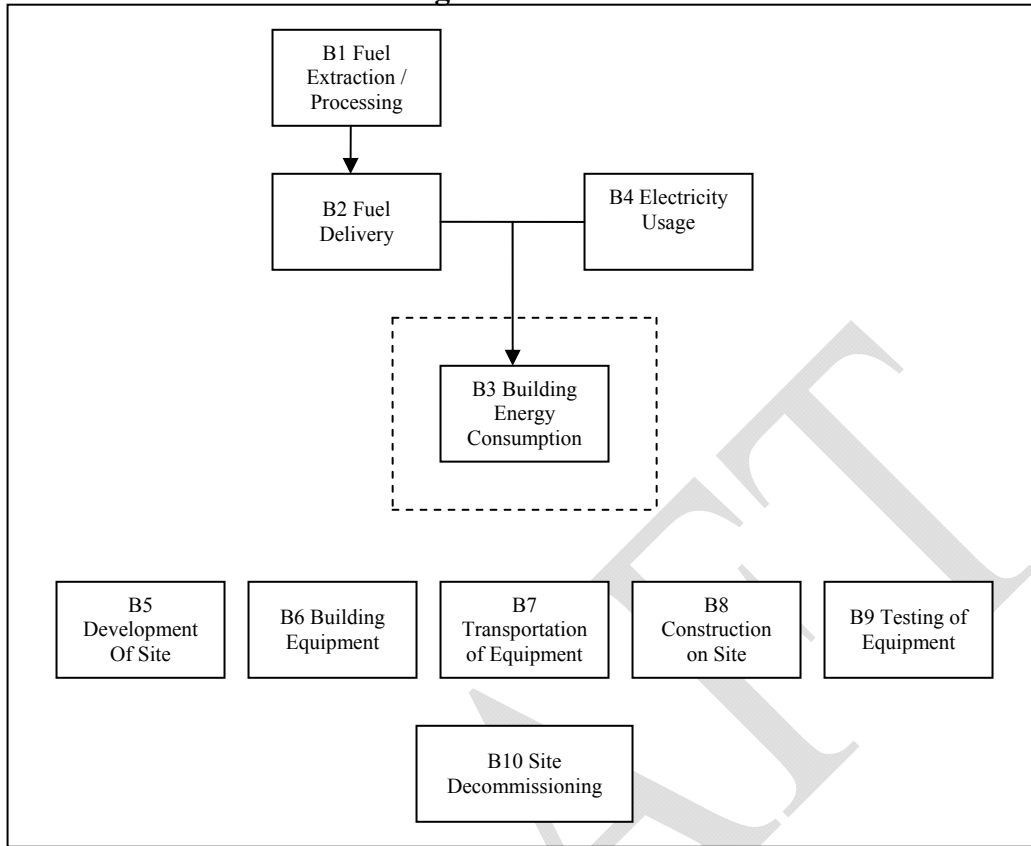 B1 Fuel
Extraction /
Processing
B2 Fuel
Delivery
B4 Electricity
Usage
B3 Building
Energy
Consumption
B5
Development
Of Site
B6 Building
Equipment
B7
Transportation
of Equipment
B8
Construction
on Site
B9 Testing of
Equipment
B10 Site
Decommissioning